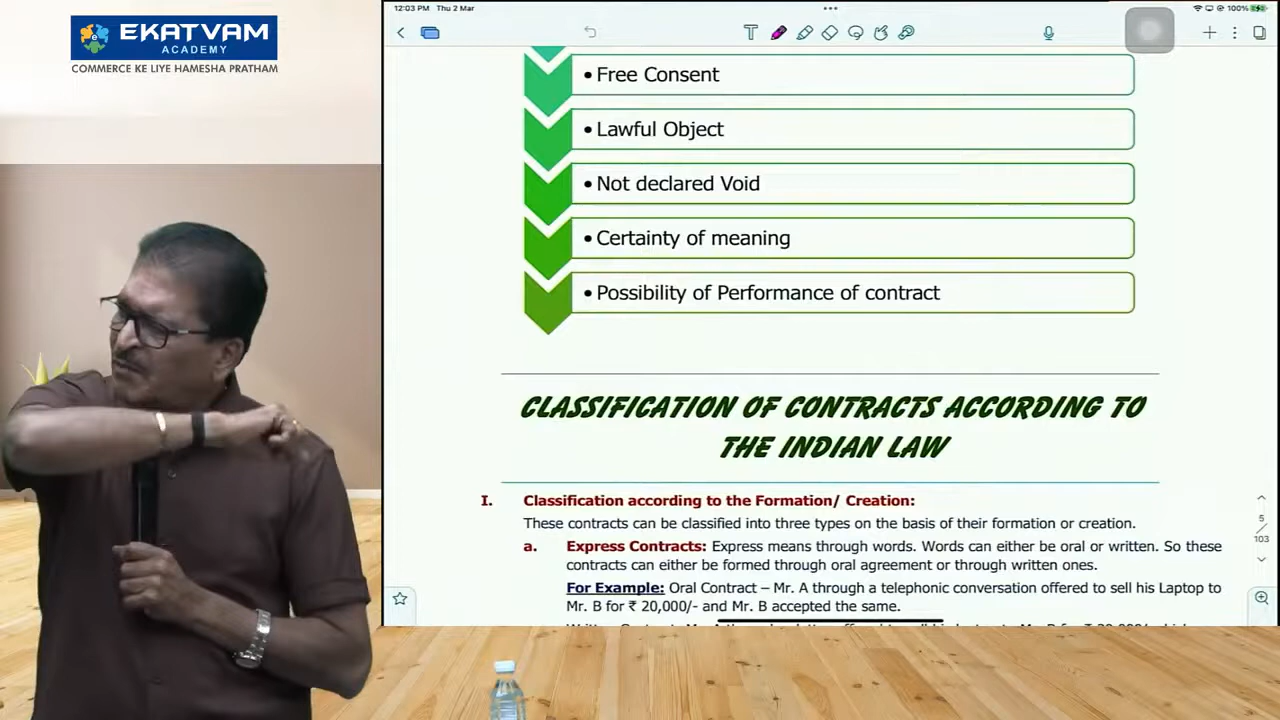 EKATVAM
ACADEMY
COMMERCE KE LIYE HAMESHA PRATHAM
12:03 PM Thu 2 Mar
100%
• Free Consent
• Lawful Object
• Not declared Void
• Certainty of meaning
• Possibility of Performance of contract
CLASSIFICATION OF CONTRACTS ACCORDING TO
THE INDIAN LAW
I. Classification according to the Formation/ Creation:
These contracts can be classified into three types on the basis of their formation or creation.
a. Express Contracts: Express means through words. Words can either be oral or written. So these
contracts can either be formed through oral agreement or through written ones.
For Example: Oral Contract – Mr. A through a telephonic conversation offered to sell his Laptop to
Mr. B for ₹ 20,000/- and Mr. B accepted the same.
5
103